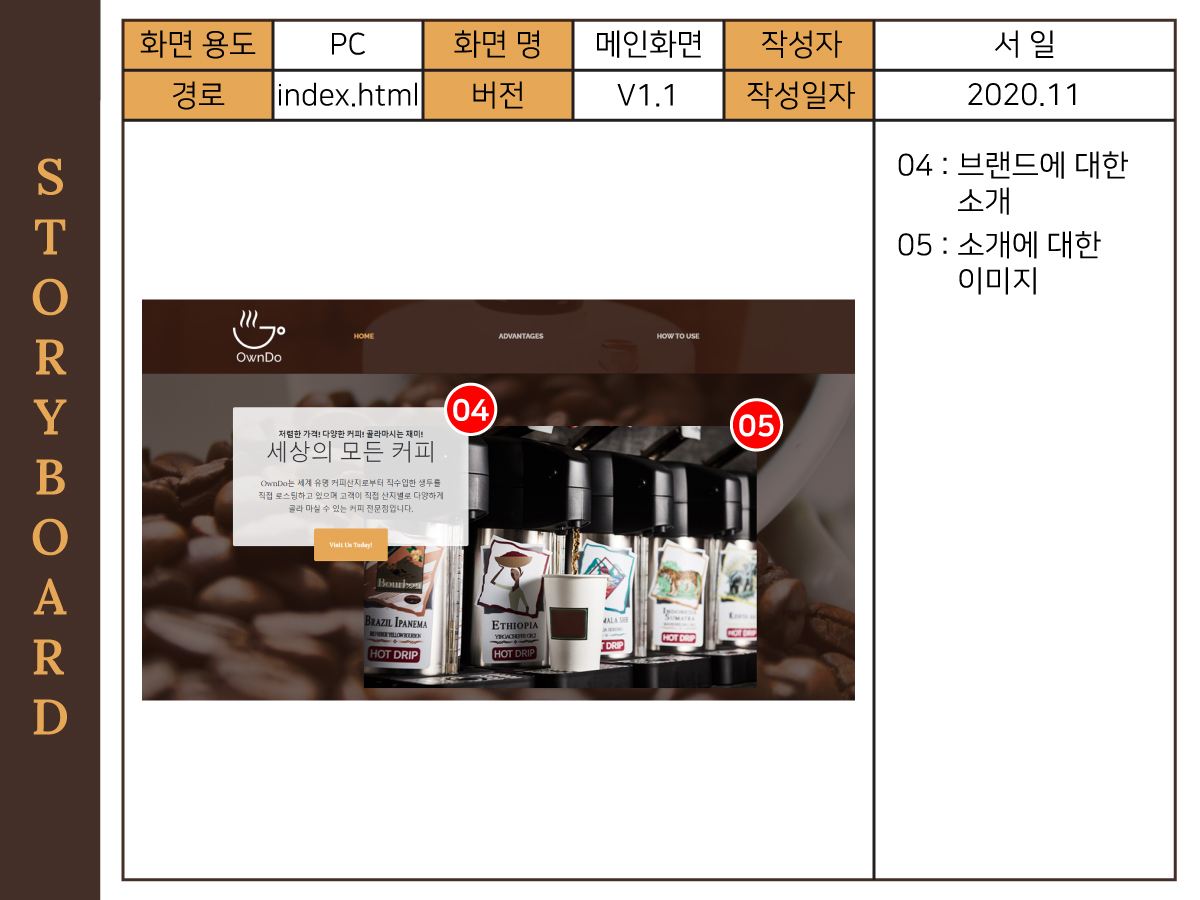 STORYBOARD
화면 용도 PC 화면 명 메인화면 작성자 서 일
경로 index.html 버전 V1.1 작성일자 2020.11
04 : 브랜드에 대한
소개
05 : 소개에 대한
이미지
OwnDo
HOME ADVANTAGES HOW TO USE
04
05
저렴한 가격! 다양한 커피! 골라마시는 재미!
세상의 모든 커피
OwnDo는 세계 유명 커피산지로부터 직수입한 생두를
직접 로스팅하고 있으며 고객이 직접 산지별로 다양하게
골라 마실 수 있는 커피 전문점입니다.
Visit Us Today!
Bourbon
BRAZIL IPANEMA
HOT DRIP
ETHIOPIA
HOT DRIP
DRIP
SUMATRA
HOT DRIP
HOT DRIP